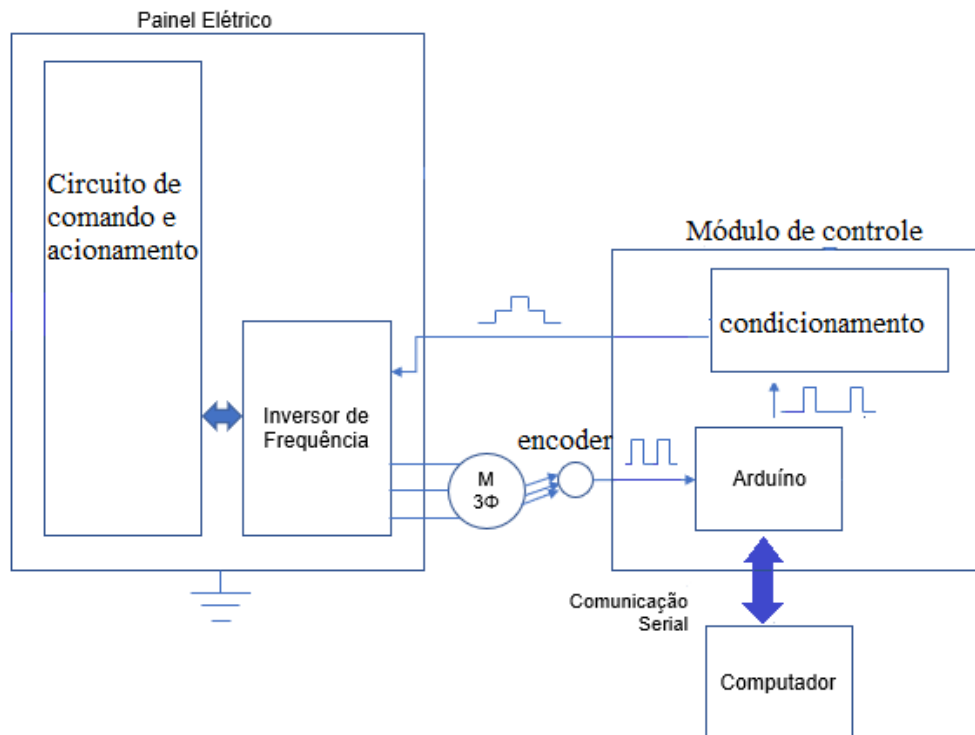 Painel Elétrico
Circuito de
comando e
acionamento
Inversor de
Frequência
M
3Φ
encoder
Módulo de controle
condicionamento
Arduíno
Comunicação
Serial
Computador